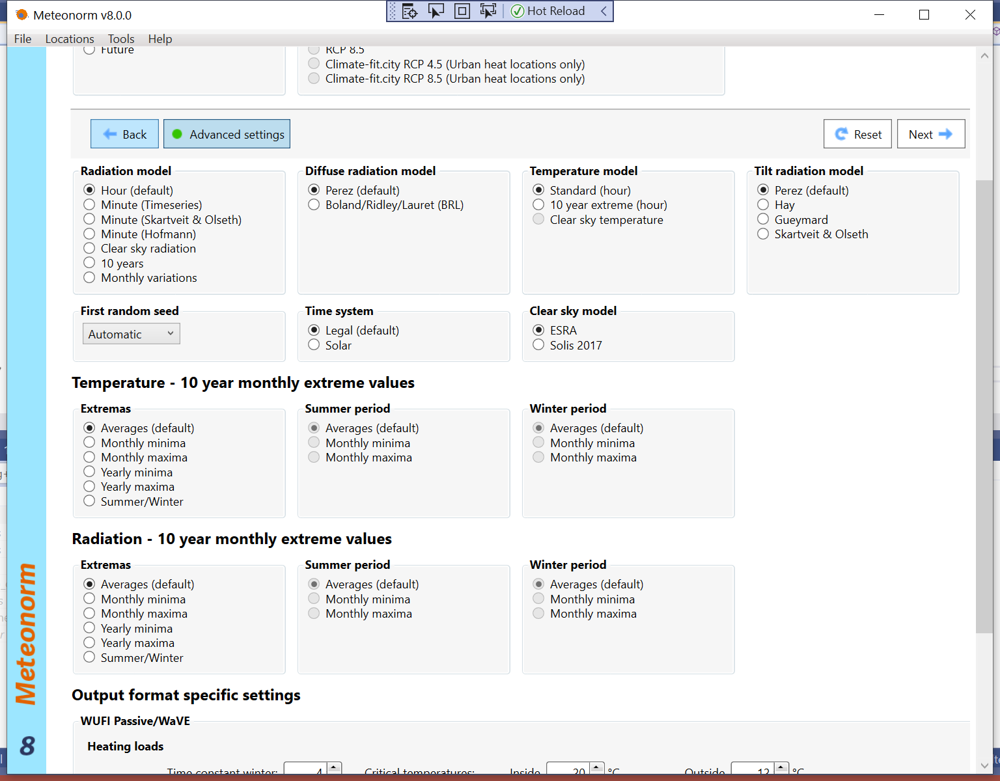 Meteonorm v8.0.0
Hot Reload
File Locations Tools Help
Future
RCP 8.5
Climate-fit.city RCP 4.5 (Urban heat locations only)
Climate-fit.city RCP 8.5 (Urban heat locations only)
Back Advanced settings Reset Next
Radiation model
Hour (default)
Minute (Timeseries)
Minute (Skartveit & Olseth)
Minute (Hofmann)
Clear sky radiation
10 years
Monthly variations
Diffuse radiation model
Perez (default)
Boland/Ridley/Lauret (BRL)
Temperature model
Standard (hour)
10 year extreme (hour)
Clear sky temperature
Tilt radiation model
Perez (default)
Hay
Gueymard
Skartveit & Olseth
First random seed
Automatic
Time system
Legal (default)
Solar
Clear sky model
ESRA
Solis 2017
Temperature - 10 year monthly extreme values
Extremas
Averages (default)
Monthly minima
Monthly maxima
Yearly minima
Yearly maxima
Summer/Winter
Summer period
Averages (default)
Monthly minima
Monthly maxima
Winter period
Averages (default)
Monthly minima
Monthly maxima
Radiation - 10 year monthly extreme values
Extremas
Averages (default)
Monthly minima
Monthly maxima
Yearly minima
Yearly maxima
Summer/Winter
Summer period
Averages (default)
Monthly minima
Monthly maxima
Winter period
Averages (default)
Monthly minima
Monthly maxima
Output format specific settings
WUFI Passive/WaVE
Heating loads
Time constant winter: 4 Critical temperatures: Inside 20 °C Outside 12 °C
Meteonorm
8